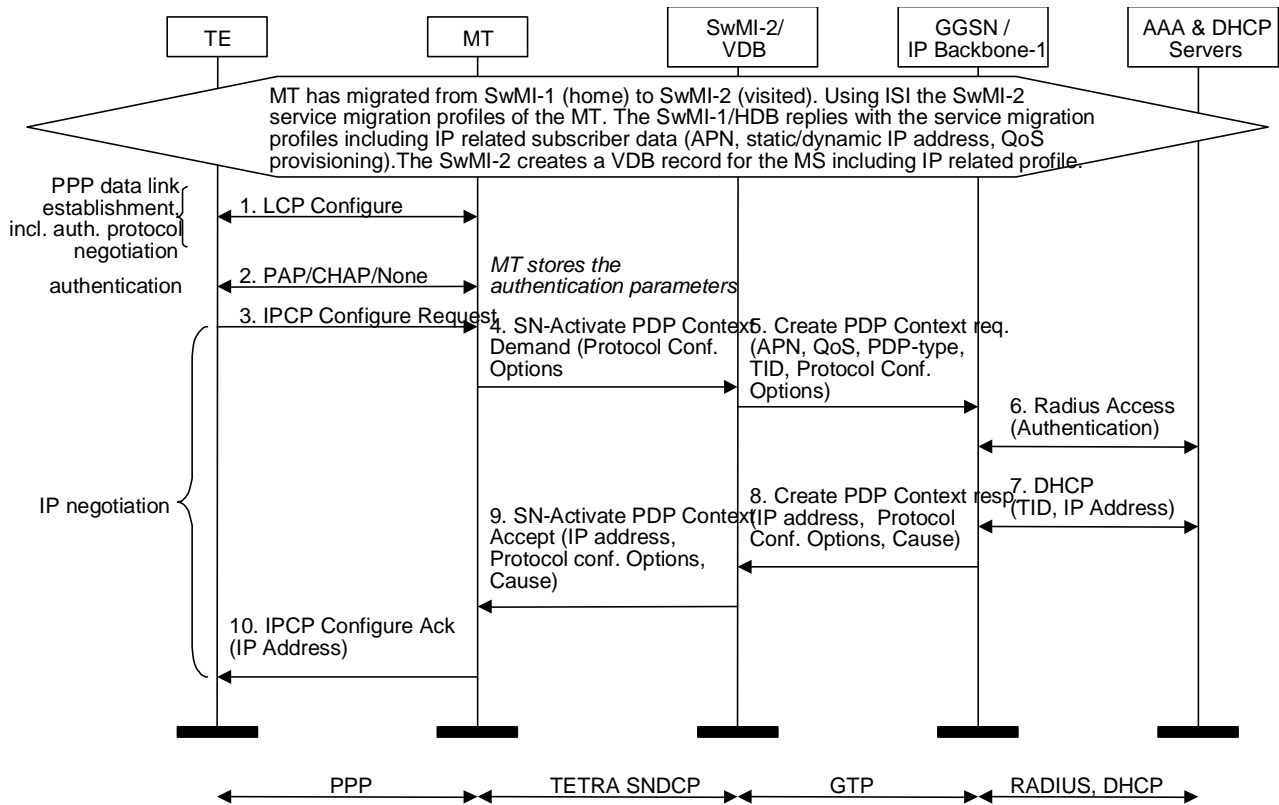 TE
MT
SwMI-2/
VDB
GGSN /
IP Backbone-1
AAA & DHCP
Servers
MT has migrated from SwMI-1 (home) to SwMI-2 (visited). Using ISI the SwMI-2
service migration profiles of the MT. The SwMI-1/HDB replies with the service migration
profiles including IP related subscriber data (APN, static/dynamic IP address, QoS
provisioning).The SwMI-2 creates a VDB record for the MS including IP related profile.
PPP data link
establishment,
incl. auth. protocol
negotiation
1. LCP Configure
authentication
2. PAP/CHAP/None
MT stores the
authentication parameters
3. IPCP Configure Request
4. SN-Activate PDP Context
Demand (Protocol Conf.
Options
5. Create PDP Context req.
(APN, QoS, PDP-type,
TID, Protocol Conf.
Options)
6. Radius Access
(Authentication)
IP negotiation
7. DHCP
(TID, IP Address)
8. Create PDP Context resp.
(IP address,  Protocol
Conf. Options, Cause)
9. SN-Activate PDP Context
Accept (IP address,
Protocol conf. Options,
Cause)
10. IPCP Configure Ack
(IP Address)
PPP
TETRA SNDCP
GTP
RADIUS, DHCP